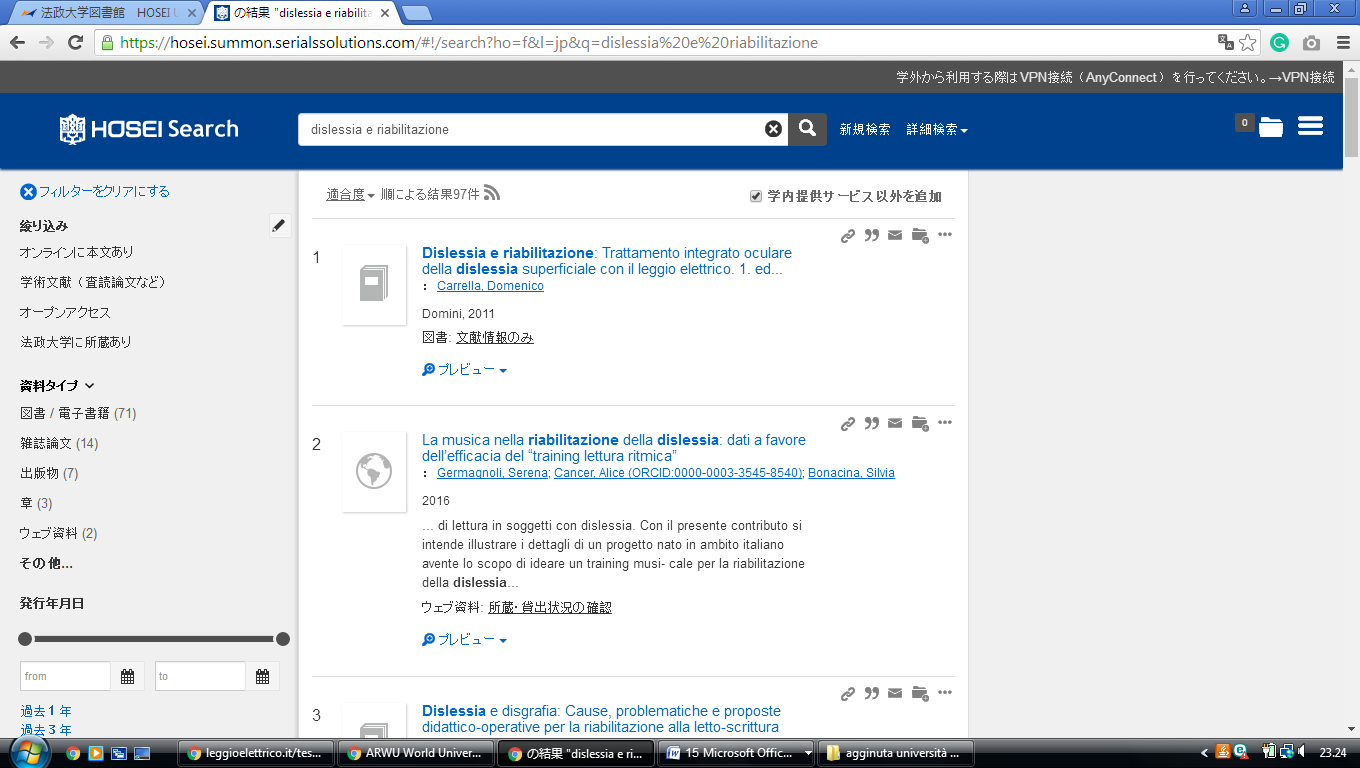 法政大学図書館 HOSEI U
の結果 "dislessia e riabilita
https://hosei.summon.serialssolutions.com/#!/search?ho=f&l=jp&q=dislessia%20e%20riabilitazione
学外から利用する際はVPN接続（AnyConnect）を行ってください。→VPN接続
HOSEI Search
dislessia e riabilitazione
新規検索 詳細検索
0
フィルターをクリアにする
絞り込み
オンラインに本文あり
学術文献（査読論文など）
オープンアクセス
法政大学に所蔵あり
資料タイプ
図書 / 電子書籍 (71)
雑誌論文 (14)
出版物 (7)
章 (3)
ウェブ資料 (2)
その他...
発行年月日
from to
過去 1 年
過去 3 年
適合度 順による結果97件
学内提供サービス以外を追加
1
Dislessia e riabilitazione: Trattamento integrato oculare
della dislessia superficiale con il leggio elettrico. 1. ed...
: Carrella, Domenico
Domini, 2011
図書: 文献情報のみ
プレビュー
2
La musica nella riabilitazione della dislessia: dati a favore
dell'efficacia del “training lettura ritmica”
: Germagnoli, Serena; Cancer, Alice (ORCID:0000-0003-3545-8540); Bonacina, Silvia
2016
... di lettura in soggetti con dislessia. Con il presente contributo si
intende illustrare i dettagli di un progetto nato in ambito italiano
avente lo scopo di ideare un training musi- cale per la riabilitazione
della dislessia...
ウェブ資料: 所蔵・貸出状況の確認
プレビュー
3
Dislessia e disgrafia: Cause, problematiche e proposte
didattico-operative per la riabilitazione alla letto-scrittura
leggioelettrico.it/tes...
ARWU World Univer...
の結果 "dislessia e ri...
15 Microsoft Offic...
agginuta università ...
23.24